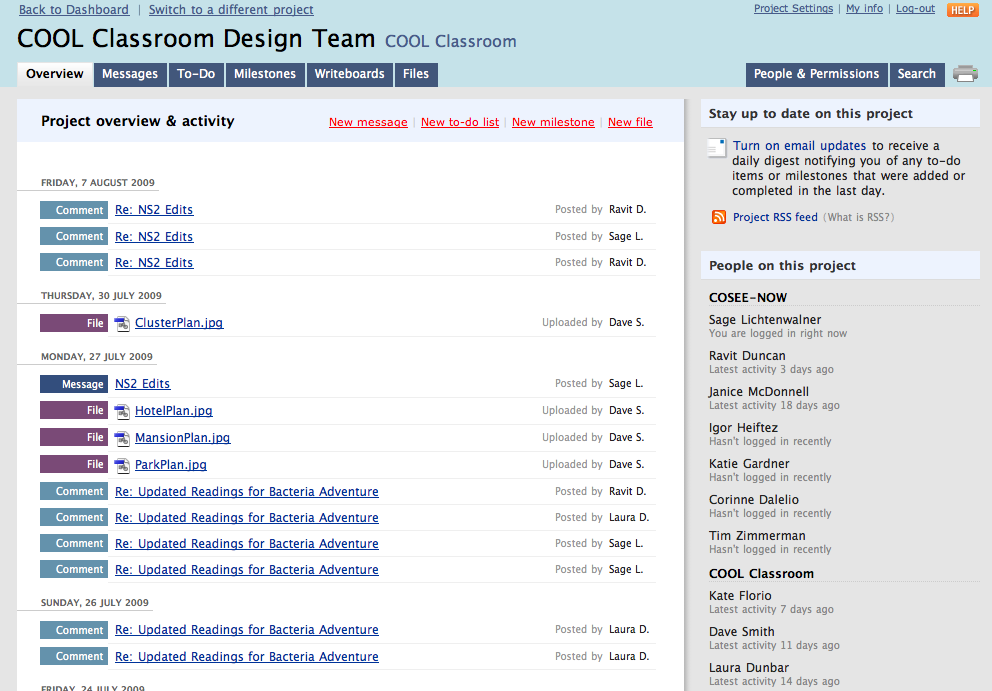 Back to Dashboard | Switch to a different project
Project Settings | My info | Log-out HELP
COOL Classroom Design Team COOL Classroom
Overview Messages To-Do Milestones Writeboards Files People & Permissions Search
Project overview & activity New message | New to-do list | New milestone | New file
FRIDAY, 7 AUGUST 2009
Comment Re: NS2 Edits Posted by Ravit D.
Comment Re: NS2 Edits Posted by Sage L.
Comment Re: NS2 Edits Posted by Ravit D.
THURSDAY, 30 JULY 2009
File ClusterPlan.jpg Uploaded by Dave S.
MONDAY, 27 JULY 2009
Message NS2 Edits Posted by Sage L.
File HotelPlan.jpg Uploaded by Dave S.
File MansionPlan.jpg Uploaded by Dave S.
File ParkPlan.jpg Uploaded by Dave S.
Comment Re: Updated Readings for Bacteria Adventure Posted by Ravit D.
Comment Re: Updated Readings for Bacteria Adventure Posted by Laura D.
Comment Re: Updated Readings for Bacteria Adventure Posted by Sage L.
Comment Re: Updated Readings for Bacteria Adventure Posted by Sage L.
SUNDAY, 26 JULY 2009
Comment Re: Updated Readings for Bacteria Adventure Posted by Laura D.
Comment Re: Updated Readings for Bacteria Adventure Posted by Laura D.
FRIDAY, 24 JULY 2009
Stay up to date on this project
Turn on email updates to receive a
daily digest notifying you of any to-do
items or milestones that were added or
completed in the last day.
Project RSS feed (What is RSS?)
People on this project
COSEE-NOW
Sage Lichtenwalner
You are logged in right now
Ravit Duncan
Latest activity 3 days ago
Janice McDonnell
Latest activity 18 days ago
Igor Heiftez
Hasn't logged in recently
Katie Gardner
Hasn't logged in recently
Corinne Dalelio
Hasn't logged in recently
Tim Zimmerman
Hasn't logged in recently
COOL Classroom
Kate Florio
Latest activity 7 days ago
Dave Smith
Latest activity 11 days ago
Laura Dunbar
Latest activity 14 days ago